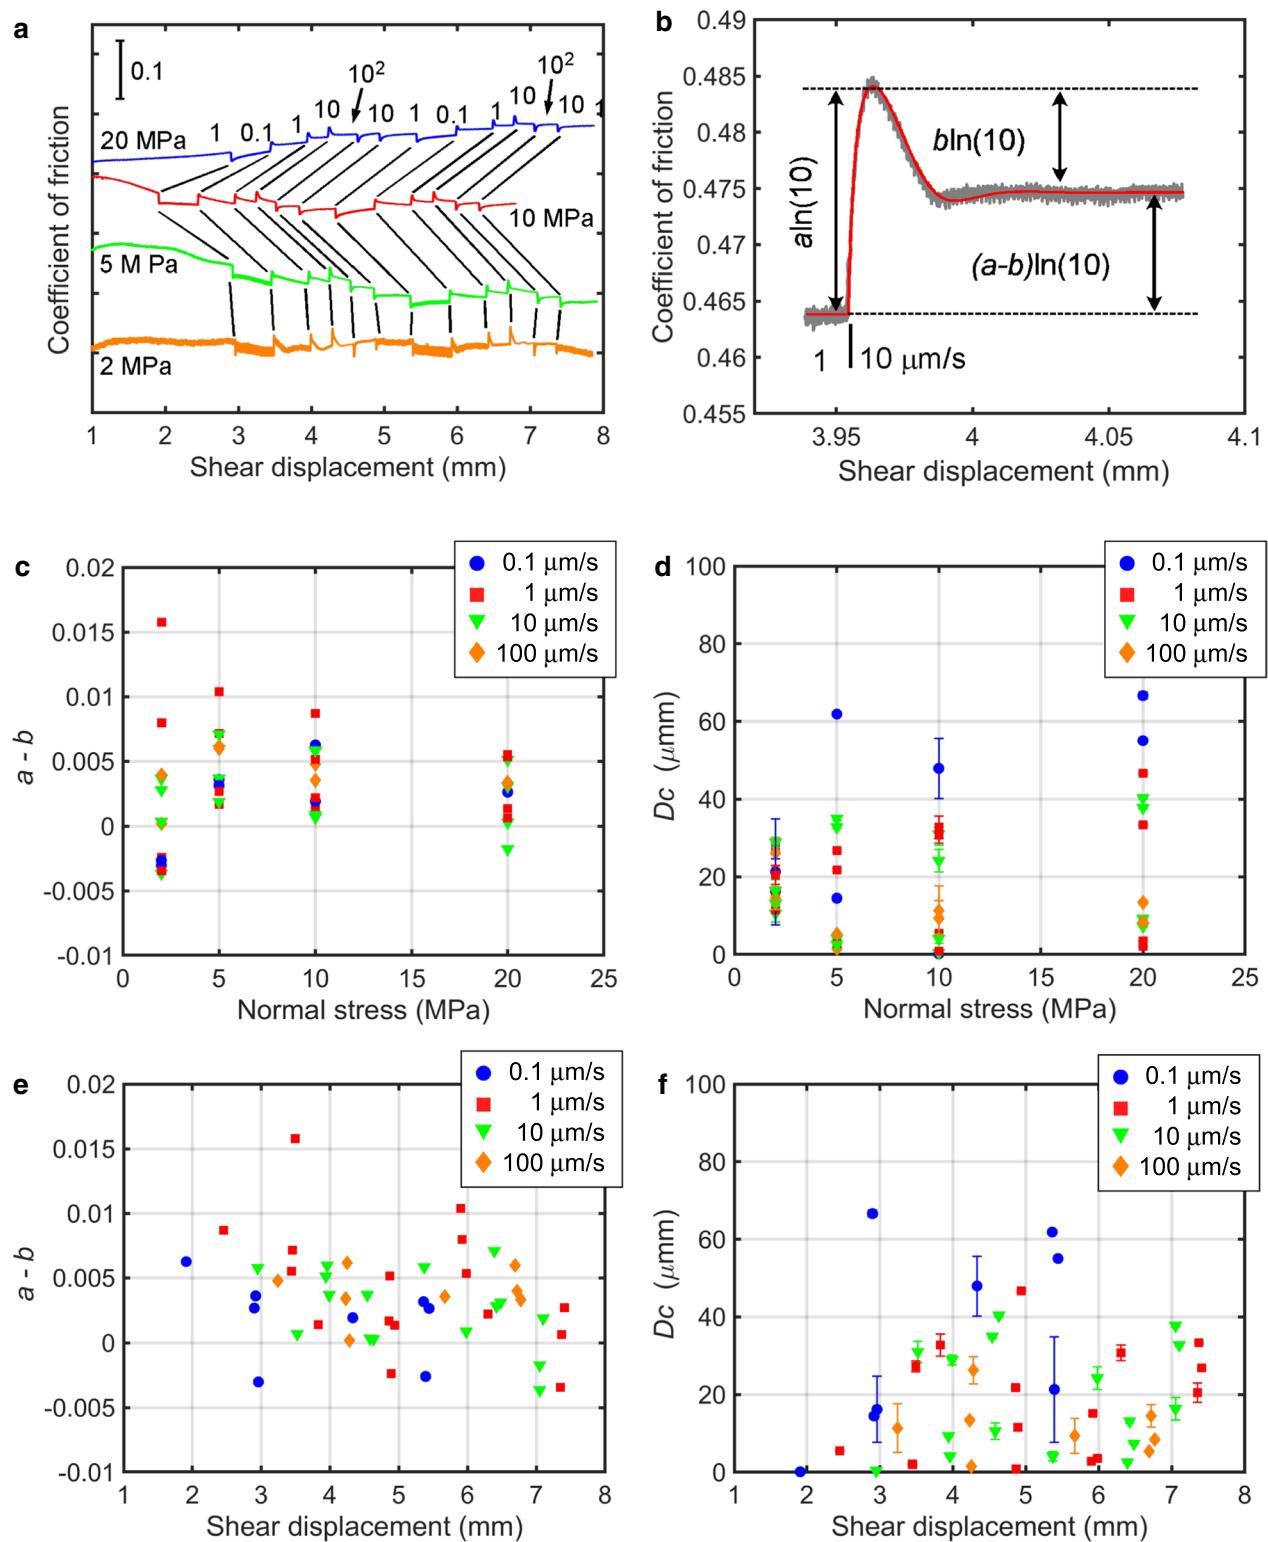 a
0.1
10²
10²
1 0.1 1 10 10 1 0.1 1 10 10 1
20 MPa
10 MPa
5 M Pa
2 MPa
Coefficient of friction
1 2 3 4 5 6 7 8
Shear displacement (mm)
b
0.49
0.485
0.48
0.475
0.47
0.465
0.46
0.455
Coefficient of friction
aln(10)
bln(10)
(a-b)ln(10)
1 10 μm/s
3.95 4 4.05 4.1
Shear displacement (mm)
c
0.1 μm/s
1 μm/s
10 μm/s
100 μm/s
0.02
0.015
0.01
0.005
0
-0.005
-0.01
a - b
0 5 10 15 20 25
Normal stress (MPa)
d
0.1 μm/s
1 μm/s
10 μm/s
100 μm/s
100
80
60
40
20
0
Dc (μmm)
0 5 10 15 20 25
Normal stress (MPa)
e
0.1 μm/s
1 μm/s
10 μm/s
100 μm/s
0.02
0.015
0.01
0.005
0
-0.005
-0.01
a - b
1 2 3 4 5 6 7 8
Shear displacement (mm)
f
0.1 μm/s
1 μm/s
10 μm/s
100 μm/s
100
80
60
40
20
0
Dc (μmm)
1 2 3 4 5 6 7 8
Shear displacement (mm)